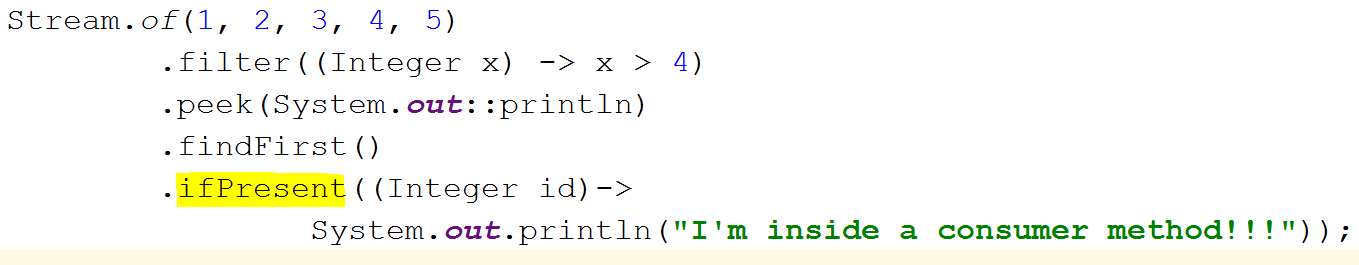 Stream.of(1, 2, 3, 4, 5)
.filter((Integer x) -> x > 4)
.peek(System.out::println)
.findFirst()
.ifPresent((Integer id)->
System.out.println("I'm inside a consumer method!!!"));